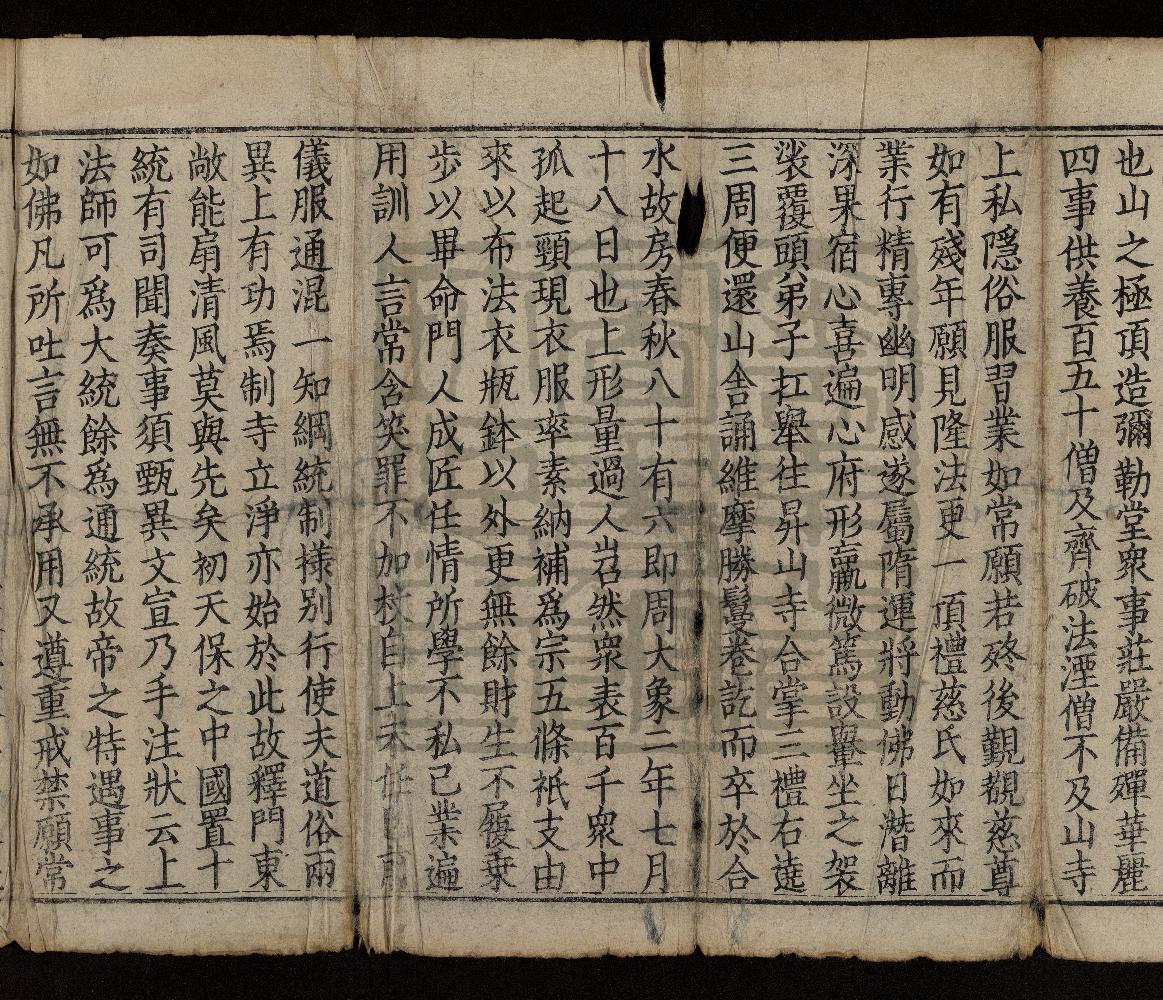 也山之極頂造彌勒堂衆事莊嚴備殫華麗
四事供養百五十僧及齊破法湮僧不及山寺
上私隱俗服習業如常願若終後觀覩慈尊
如有殘年願見隆法更一頂禮慈氏如來而
業行精專幽明感遂屬隋運將動佛日潛離
深果宿心喜遍心府形羸微篤設轝坐之袈
裟覆頭弟子扛舉往昇山寺合掌三禮右遶
三周便還山舍誦維摩勝鬘卷訖而卒於合
水故房春秋八十有六即周大象二年七月
十八日也上形量過人岧然衆表百千衆中
孤起頸現衣服率素納補爲宗五條祇支由
來以布法衣瓶鉢以外更無餘財生不履乗
步以畢命門人成匠任情所學不私已業遍
用訓人言常含笑罪不加杖自上未任已前
儀服通混一知綱統制樣別行使夫道俗兩
異上有功焉制寺立淨亦始於此故釋門東
敞能扇清風莫與先矣初天保之中國置十
統有司聞奏事須甄異文宣乃手注狀云上
法師可爲大統餘爲通統故帝之特遇事之
如佛凡所吐言無不承用又遵重戒禁願常